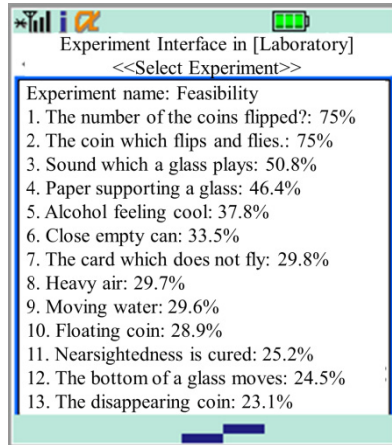 i α
Experiment Interface in [Laboratory]
<<Select Experiment>>
Experiment name: Feasibility
1. The number of the coins flipped?: 75%
2. The coin which flips and flies.: 75%
3. Sound which a glass plays: 50.8%
4. Paper supporting a glass: 46.4%
5. Alcohol feeling cool: 37.8%
6. Close empty can: 33.5%
7. The card which does not fly: 29.8%
8. Heavy air: 29.7%
9. Moving water: 29.6%
10. Floating coin: 28.9%
11. Nearsightedness is cured: 25.2%
12. The bottom of a glass moves: 24.5%
13. The disappearing coin: 23.1%